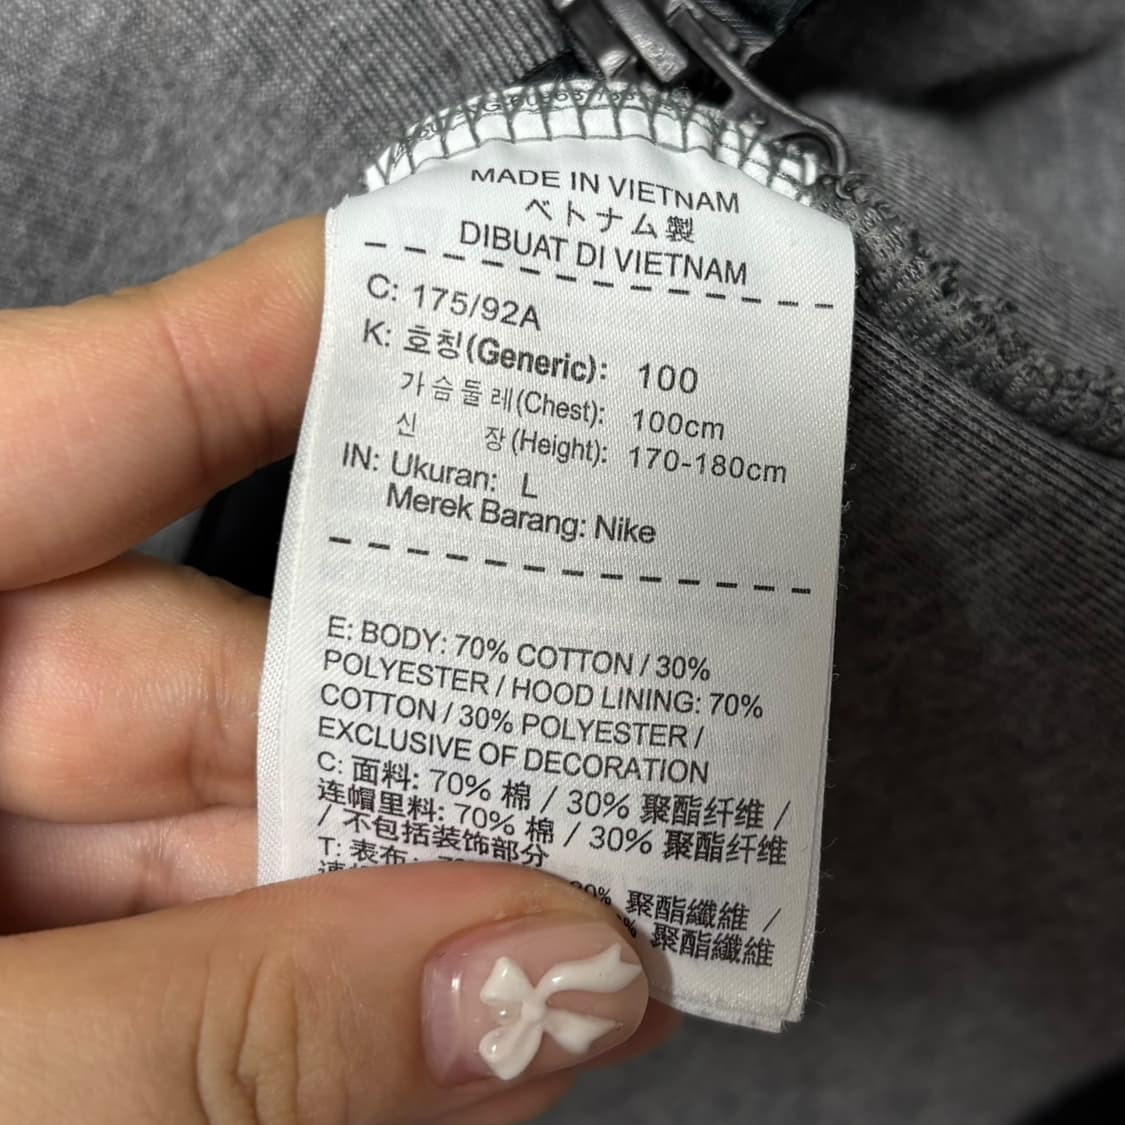 MADE IN VIETNAM
ベトナム製
DIBUAT DI VIETNAM
C: 175/92A
K: 호칭(Generic): 100
가슴둘레(Chest): 100cm
신 장(Height): 170-180cm
IN: Ukuran: L
Merek Barang: Nike
E: BODY: 70% COTTON / 30%
POLYESTER / HOOD LINING: 70%
COTTON / 30% POLYESTER /
EXCLUSIVE OF DECORATION
C: 面料: 70% 棉 / 30% 聚酯纤维 /
连帽里料: 70% 棉 / 30% 聚酯纤维
/ 不包括装饰部分
T: 表布: 聚酯纖維 /
聚酯纖維